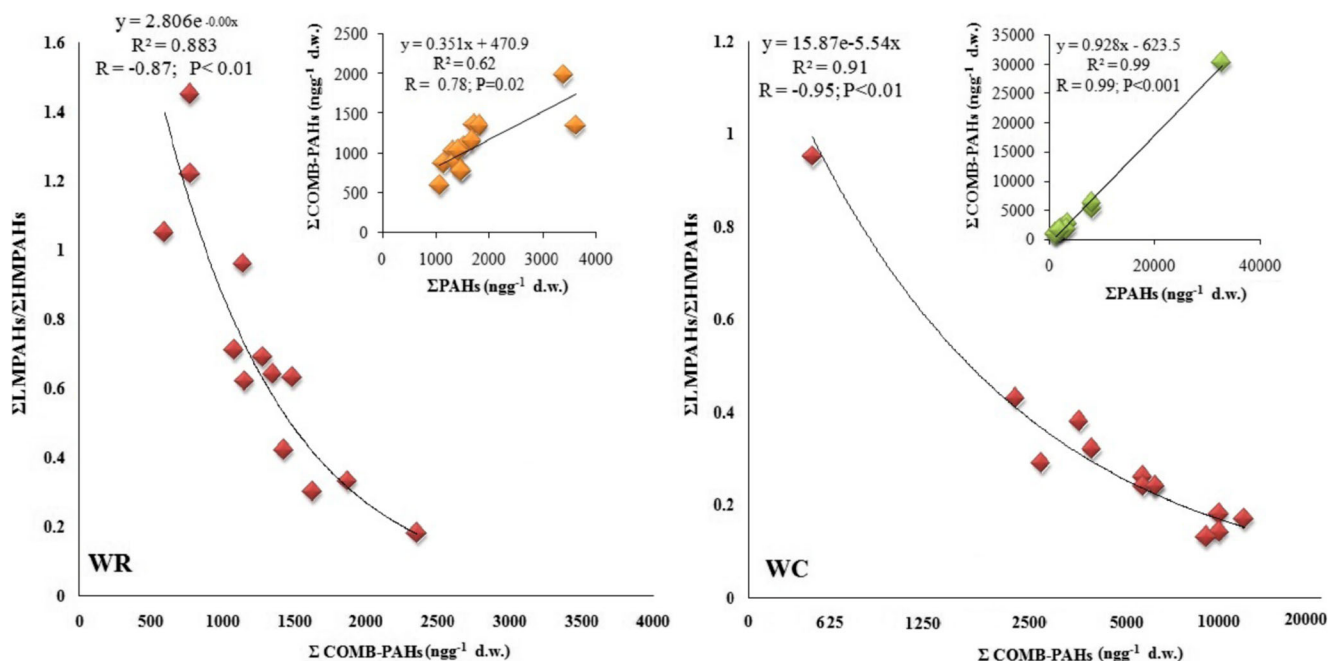 y = 2.806e -0.00x
R² = 0.883
R = -0.87; P< 0.01
ΣLMPAHs/ΣHMPAHs
1.6
1.4
1.2
1
0.8
0.6
0.4
0.2
0
0 500 1000 1500 2000 2500 3000 3500 4000
Σ COMB-PAHs (ngg⁻¹ d.w.)
WR
y = 0.351x + 470.9
R² = 0.62
R = 0.78; P=0.02
ΣCOMB-PAHs (ngg⁻¹ d.w.)
2500
2000
1500
1000
500
0
0 1000 2000 3000 4000
ΣPAHs (ngg⁻¹ d.w.)
y = 15.87e-5.54x
R² = 0.91
R = -0.95; P<0.01
ΣLMPAHs/ΣHMPAHs
1.2
1
0.8
0.6
0.4
0.2
0
0 625 1250 2500 5000 10000 20000
Σ COMB-PAHs (ngg⁻¹ d.w.)
WC
y = 0.928x - 623.5
R² = 0.99
R = 0.99; P<0.001
ΣCOMB-PAHs (ngg⁻¹ d.w.)
35000
30000
25000
20000
15000
10000
5000
0
0 20000 40000
ΣPAHs (ngg⁻¹ d.w.)